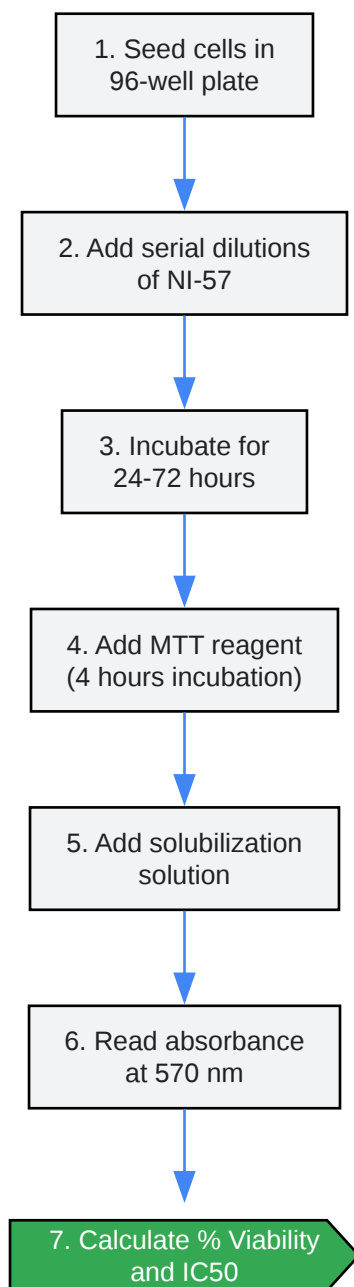 1. Seed cells in
96-well plate
2. Add serial dilutions
of NI-57
3. Incubate for
24-72 hours
4. Add MTT reagent
(4 hours incubation)
5. Add solubilization
solution
6. Read absorbance
at 570 nm
7. Calculate % Viability
and IC50